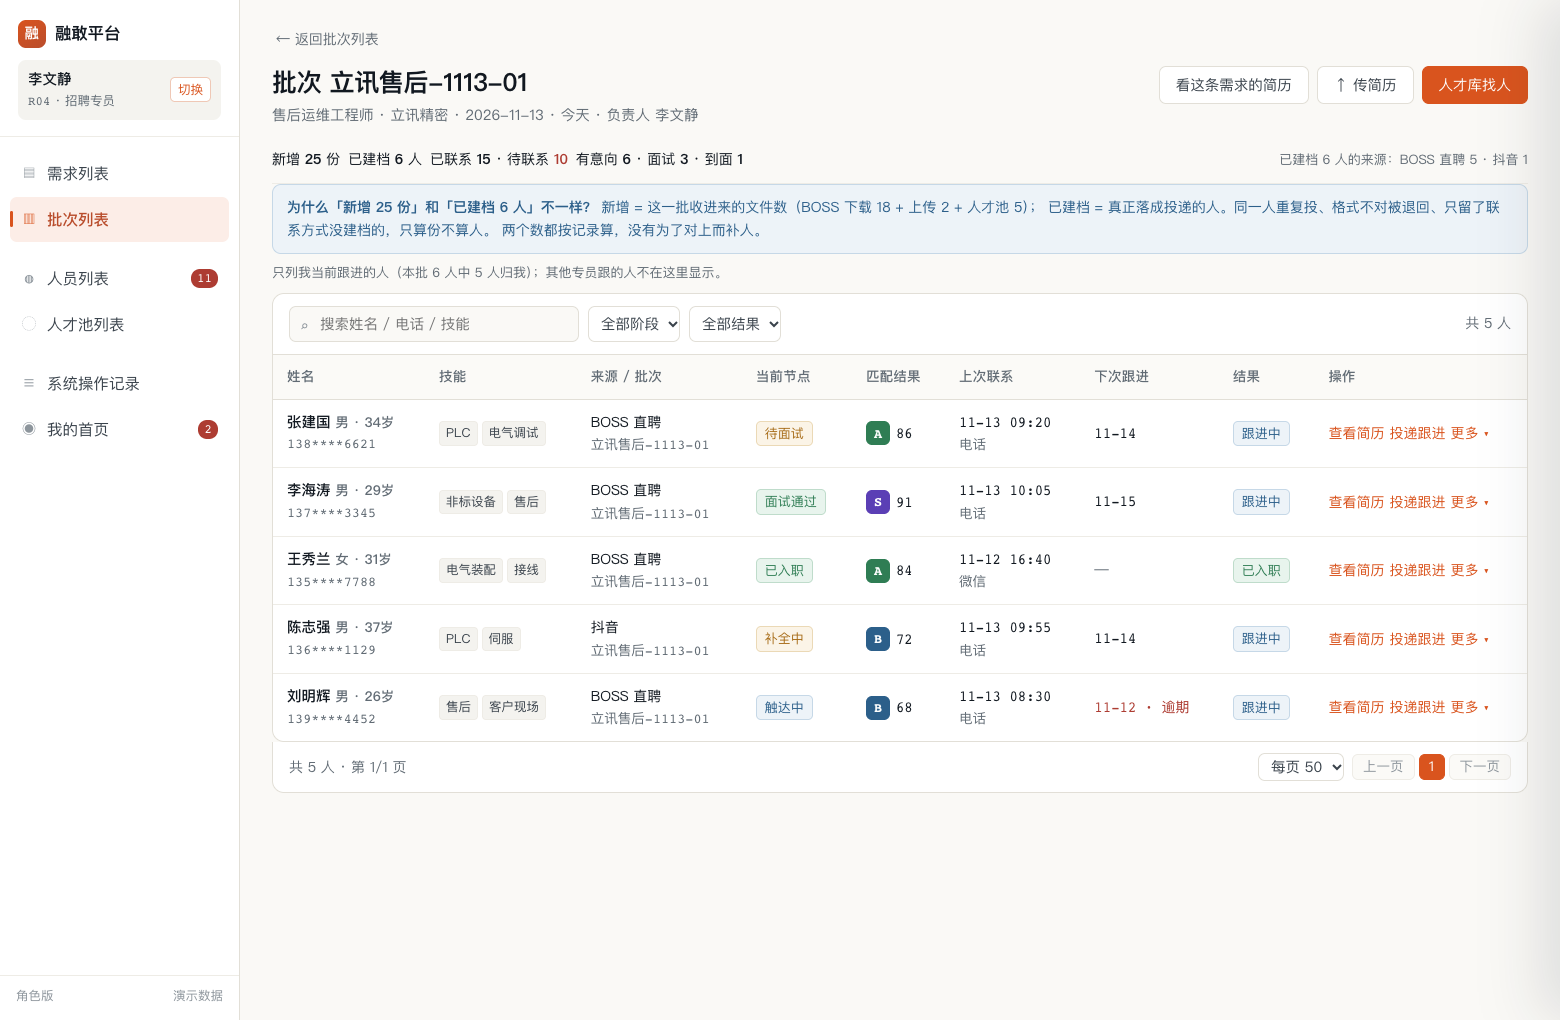 融 融敢平台
李文静
R04 · 招聘专员
切换
需求列表
批次列表
人员列表 11
人才池列表
系统操作记录
我的首页 2
角色版 演示数据
← 返回批次列表
批次 立讯售后-1113-01
售后运维工程师 · 立讯精密 · 2026-11-13 · 今天 · 负责人 李文静
看这条需求的简历 ↑ 传简历 人才库找人
新增 25 份 已建档 6 人 已联系 15 · 待联系 10 有意向 6 · 面试 3 · 到面 1
已建档 6 人的来源：BOSS 直聘 5 · 抖音 1
为什么「新增 25 份」和「已建档 6 人」不一样？ 新增 = 这一批收进来的文件数（BOSS 下载 18 + 上传 2 + 人才池 5）； 已建档 = 真正落成投递的人。同一人重复投、格式不对被退回、只留了联
系方式没建档的，只算份不算人。 两个数都按记录算，没有为了对上而补人。
只列我当前跟进的人（本批 6 人中 5 人归我）；其他专员跟的人不在这里显示。
搜索姓名 / 电话 / 技能 全部阶段 全部结果 共 5 人
姓名 技能 来源 / 批次 当前节点 匹配结果 上次联系 下次跟进 结果 操作
张建国 男 · 34岁 PLC 电气调试 BOSS 直聘 待面试 A 86 11-13 09:20 11-14 跟进中 查看简历 投递跟进 更多 ▾
138****6621 立讯售后-1113-01 电话
李海涛 男 · 29岁 非标设备 售后 BOSS 直聘 面试通过 S 91 11-13 10:05 11-15 跟进中 查看简历 投递跟进 更多 ▾
137****3345 立讯售后-1113-01 电话
王秀兰 女 · 31岁 电气装配 接线 BOSS 直聘 已入职 A 84 11-12 16:40 — 已入职 查看简历 投递跟进 更多 ▾
135****7788 立讯售后-1113-01 微信
陈志强 男 · 37岁 PLC 伺服 抖音 补全中 B 72 11-13 09:55 11-14 跟进中 查看简历 投递跟进 更多 ▾
136****1129 立讯售后-1113-01 电话
刘明辉 男 · 26岁 售后 客户现场 BOSS 直聘 触达中 B 68 11-13 08:30 11-12 · 逾期 跟进中 查看简历 投递跟进 更多 ▾
139****4452 立讯售后-1113-01 电话
共 5 人 · 第 1/1 页 每页 50 上一页 1 下一页